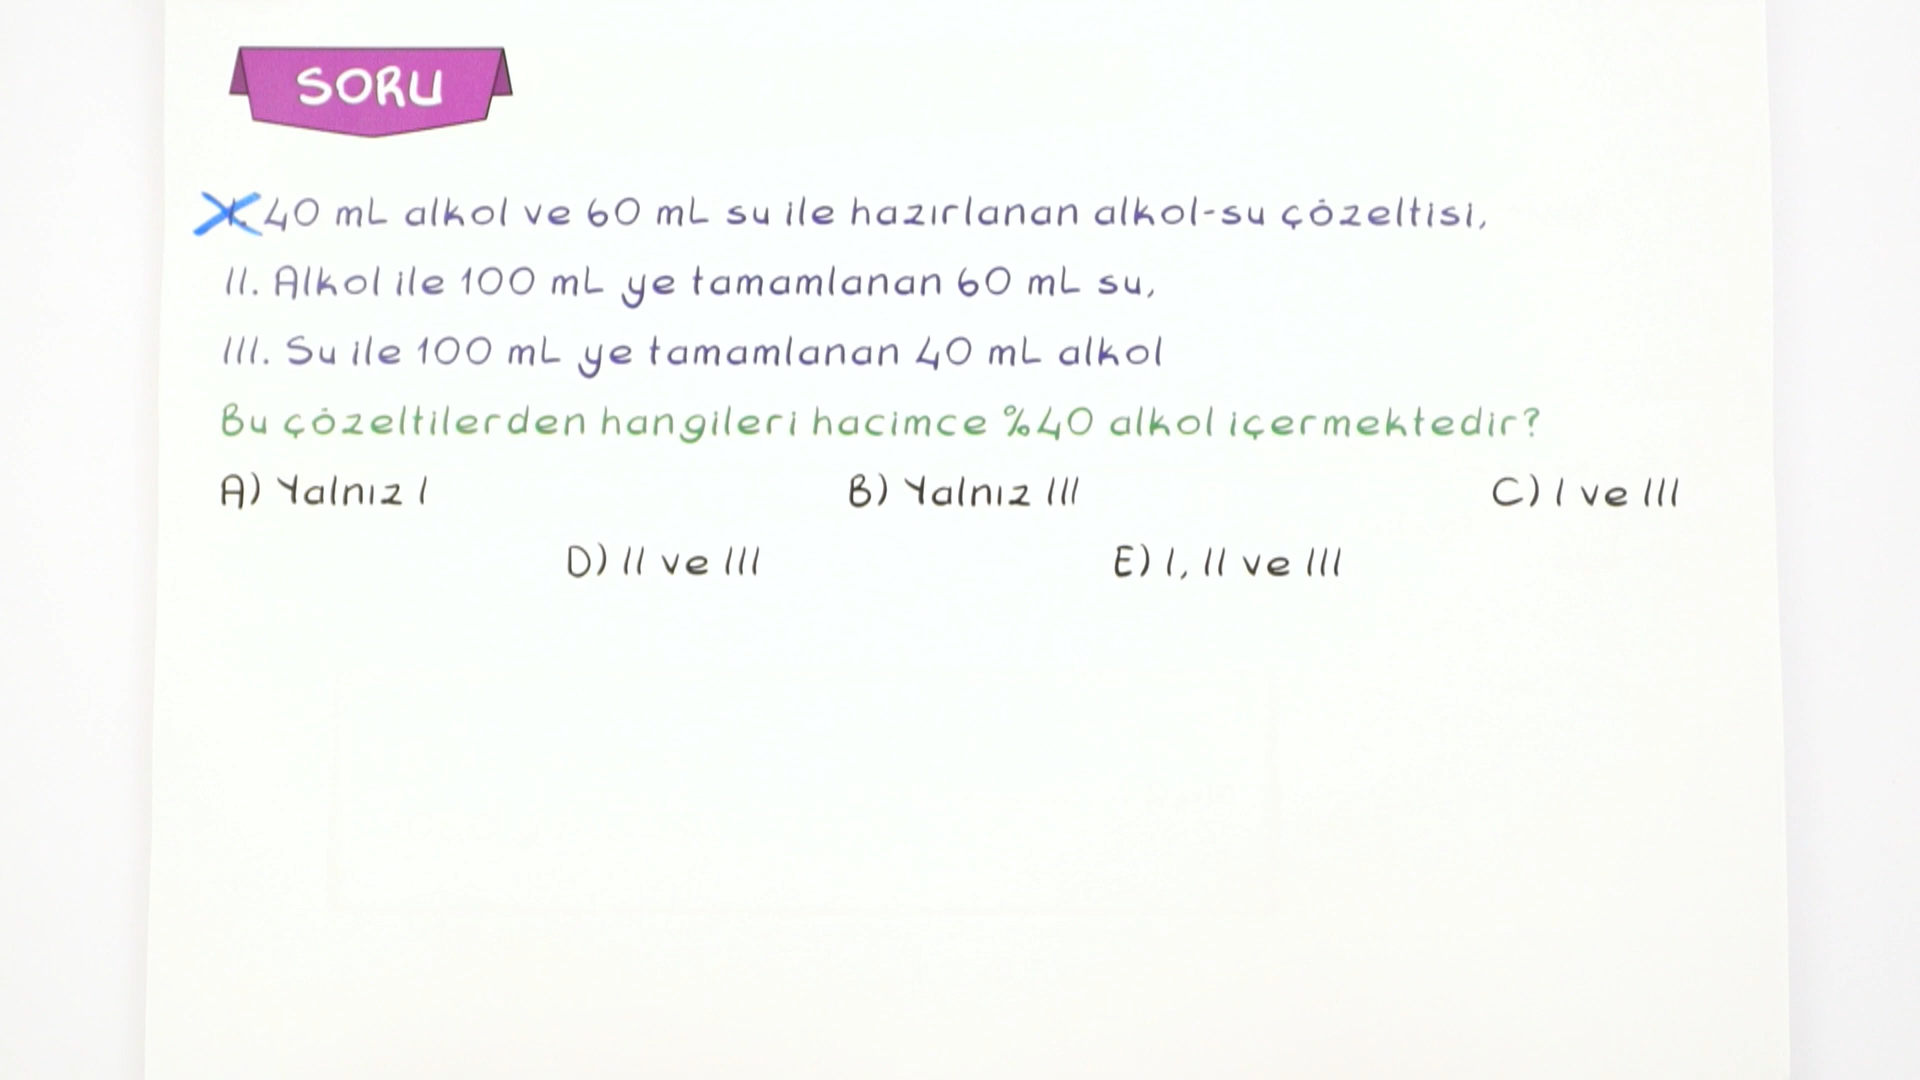 SORU
I. 40 mL alkol ve 60 mL su ile hazırlanan alkol-su çözeltisi,
II. Alkol ile 100 mL ye tamamlanan 60 mL su,
III. Su ile 100 mL ye tamamlanan 40 mL alkol
Bu çözeltilerden hangileri hacimce %40 alkol içermektedir?
A) Yalnız I B) Yalnız III C) I ve III
D) II ve III E) I, II ve III